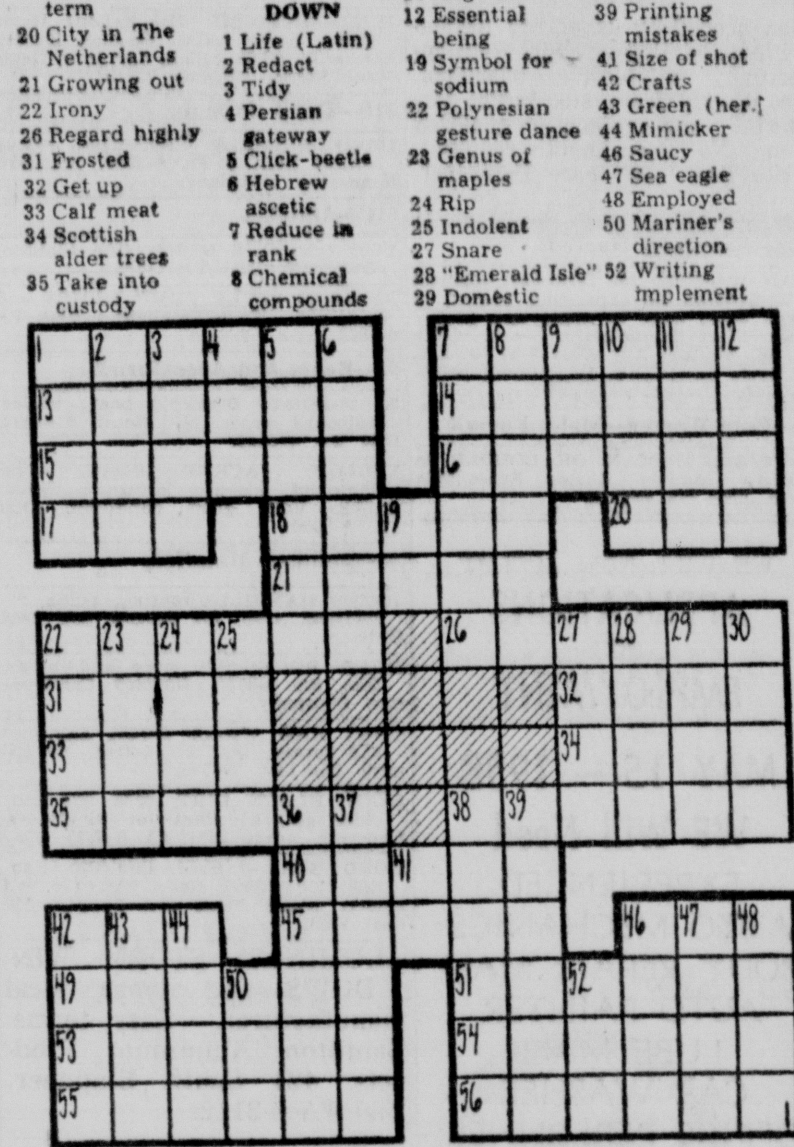 term
20 City in The
Netherlands
21 Growing out
22 Irony
26 Regard highly
31 Frosted
32 Get up
33 Calf meat
34 Scottish
alder trees
35 Take into
custody
DOWN
1 Life (Latin)
2 Redact
3 Tidy
4 Persian
gateway
5 Click-beetle
6 Hebrew
ascetic
7 Reduce in
rank
8 Chemical
compounds
12 Essential
being
19 Symbol for
sodium
22 Polynesian
gesture dance
23 Genus of
maples
24 Rip
25 Indolent
27 Snare
28 "Emerald Isle"
29 Domestic
39 Printing
mistakes
41 Size of shot
42 Crafts
43 Green (her.)
44 Mimicker
46 Saucy
47 Sea eagle
48 Employed
50 Mariner's
direction
52 Writing
implement
1 2 3 4 5 6 7 8 9 10 11 12
13 14
15 16
17 18 19 20
21
22 23 24 25 26 27 28 29 30
31 32
33 34
35 36 37 38 39
40 41
42 43 44 45 46 47 48
49 50 51 52
53 54
55 56